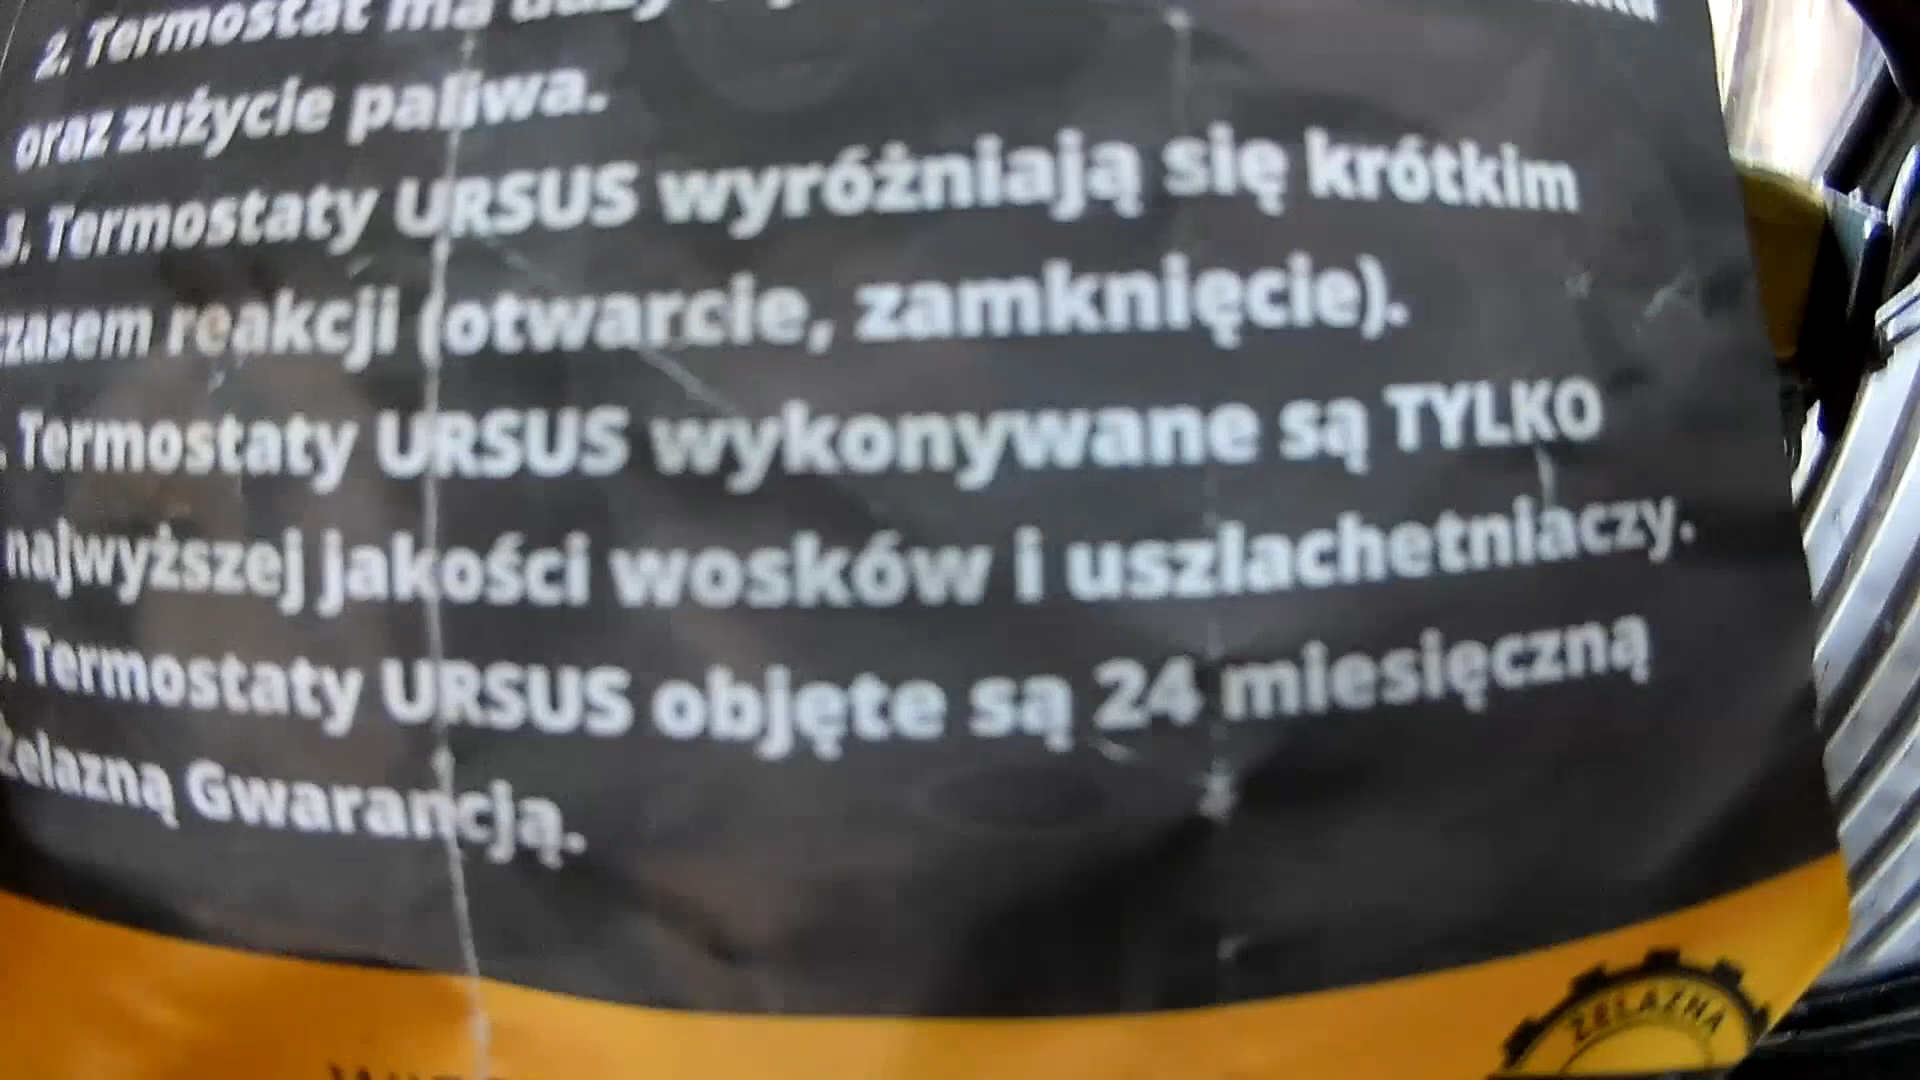 2. Termostat ma duży
oraz zużycie paliwa.
3. Termostaty URSUS wyróżniają się krótkim
czasem reakcji (otwarcie, zamknięcie).
. Termostaty URSUS wykonywane są TYLKO
najwyższej jakości wosków i uszlachetniaczy.
. Termostaty URSUS objęte są 24 miesięczną
Żelazną Gwarancją.
ŻELAZNA